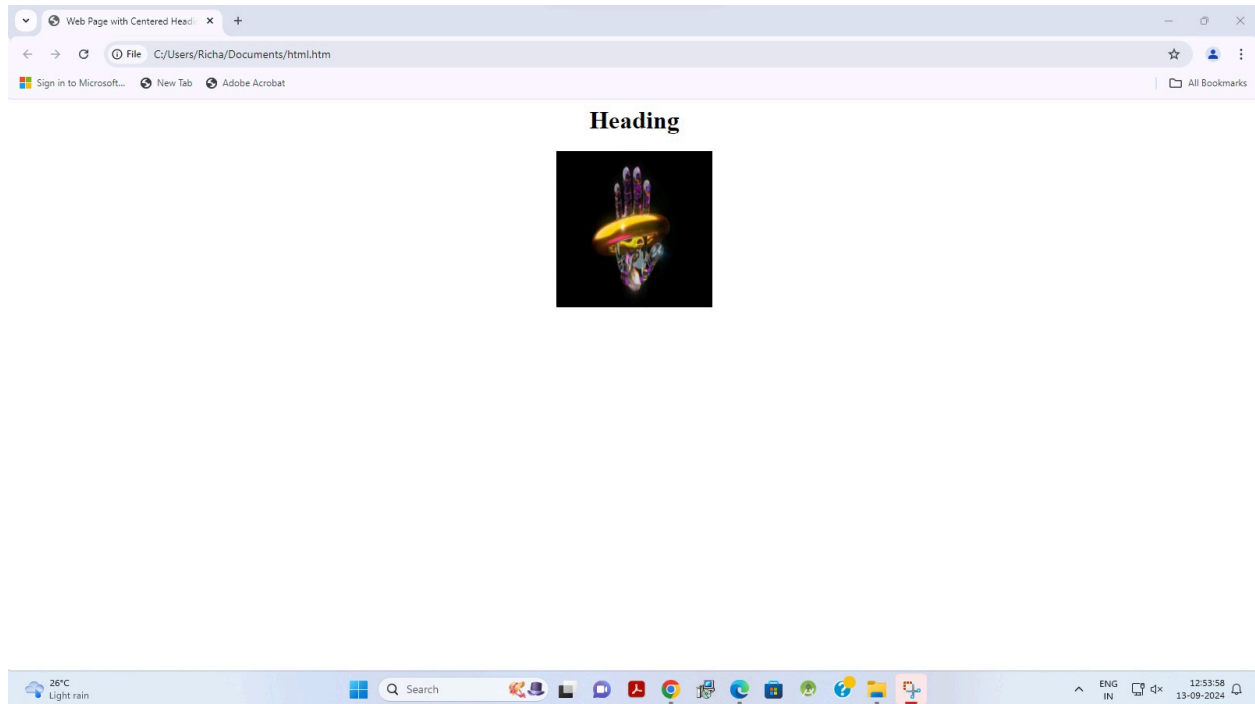 Web Page with Centered Headi
File C:/Users/Richa/Documents/html.htm
Sign in to Microsoft... New Tab Adobe Acrobat All Bookmarks
Heading
26°C
Light rain
Search
ENG
IN
12:53:58
13-09-2024